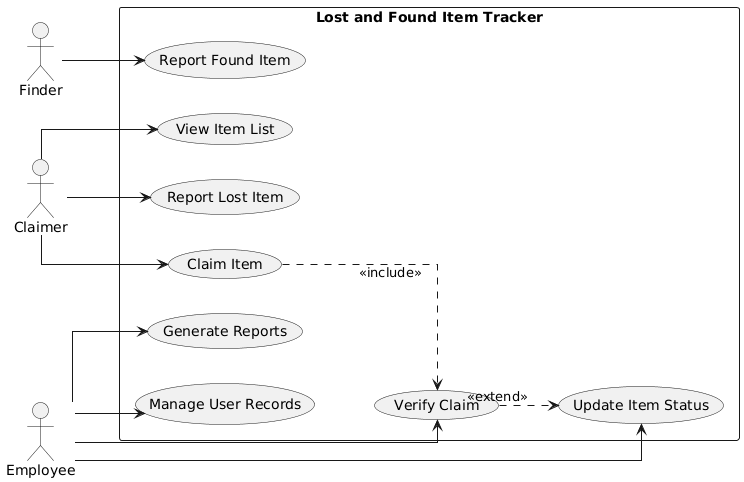 Lost and Found Item Tracker
Finder
Report Found Item
View Item List
Claimer
Report Lost Item
Claim Item
«include»
Generate Reports
Manage User Records
Verify Claim
«extend»
Update Item Status
Employee